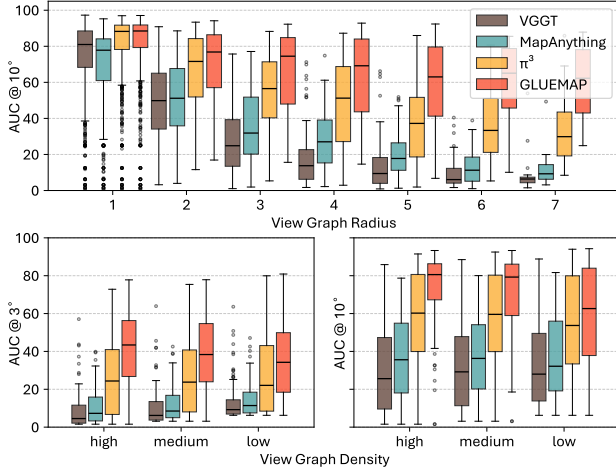 100
80
60
40
20
0
AUC @ 10°
VGGT
MapAnything
π³
GLUEMAP
1 2 3 4 5 6 7
View Graph Radius
100
80
60
40
20
0
AUC @ 3°
high medium low
AUC @ 10°
high medium low
View Graph Density